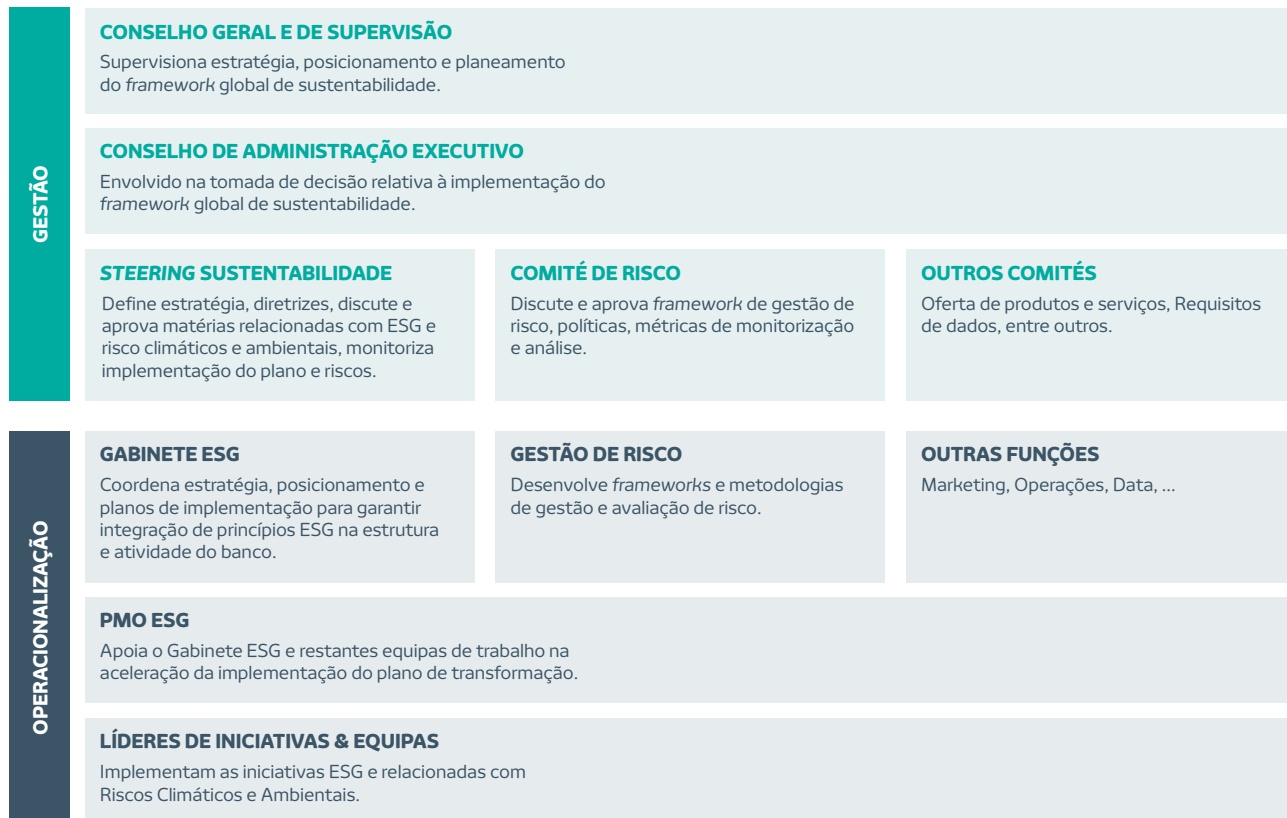 GESTÃO
CONSELHO GERAL E DE SUPERVISÃO
Supervisiona estratégia, posicionamento e planeamento
do framework global de sustentabilidade.
CONSELHO DE ADMINISTRAÇÃO EXECUTIVO
Envolvido na tomada de decisão relativa à implementação do
framework global de sustentabilidade.
STEERING SUSTENTABILIDADE
Define estratégia, diretrizes, discute e
aprova matérias relacionadas com ESG e
risco climáticos e ambientais, monitoriza
implementação do plano e riscos.
COMITÉ DE RISCO
Discute e aprova framework de gestão de
risco, políticas, métricas de monitorização
e análise.
OUTROS COMITÉS
Oferta de produtos e serviços, Requisitos
de dados, entre outros.
OPERACIONALIZAÇÃO
GABINETE ESG
Coordena estratégia, posicionamento e
planos de implementação para garantir
integração de princípios ESG na estrutura
e atividade do banco.
GESTÃO DE RISCO
Desenvolve frameworks e metodologias
de gestão e avaliação de risco.
OUTRAS FUNÇÕES
Marketing, Operações, Data, ...
PMO ESG
Apoia o Gabinete ESG e restantes equipas de trabalho na
aceleração da implementação do plano de transformação.
LÍDERES DE INICIATIVAS & EQUIPAS
Implementam as iniciativas ESG e relacionadas com
Riscos Climáticos e Ambientais.